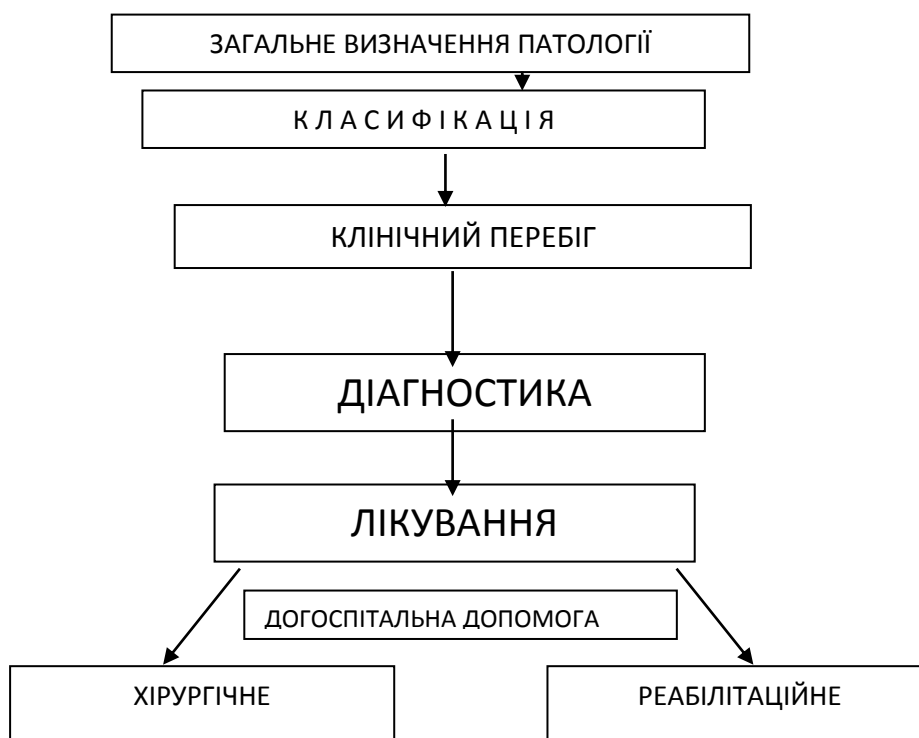 ЗАГАЛЬНЕ ВИЗНАЧЕННЯ ПАТОЛОГІЇ
К Л А С И Ф І К А Ц І Я
КЛІНІЧНИЙ ПЕРЕБІГ
ДІАГНОСТИКА
ЛІКУВАННЯ
ДОГОСПІТАЛЬНА ДОПОМОГА
ХІРУРГІЧНЕ
РЕАБІЛІТАЦІЙНЕ